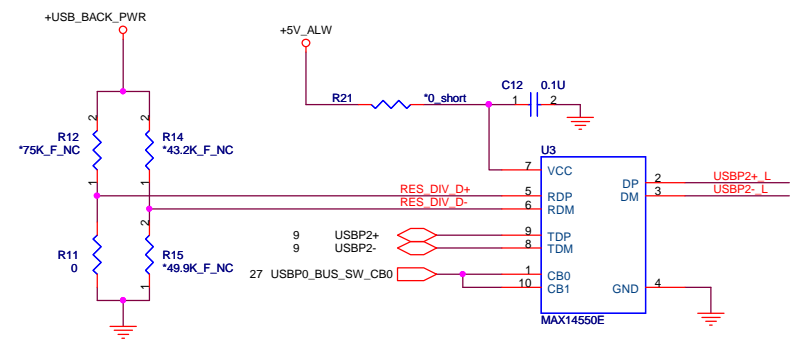 +USB_BACK_PWR
+5V_ALW
R21 *0_short
C12 0.1U
1 2
2 2
R12 R14
*75K_F_NC *43.2K_F_NC
1 1
U3
7 VCC
RES_DIV_D+ 5 RDP
RES_DIV_D- 6 RDM
DP 2 USBP2+_L
DM 3 USBP2-_L
2
R11 R15
0 *49.9K_F_NC
1
9 USBP2+ 9 TDP
9 USBP2- 8 TDM
27 USBP0_BUS_SW_CB0 1 CB0
10 CB1
GND 4
MAX14550E